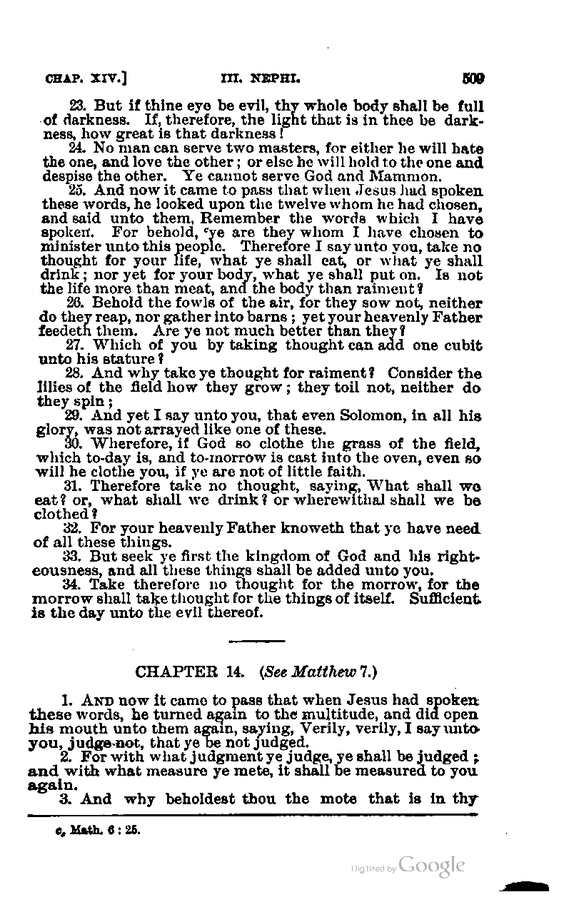 CHAP. XIV.] III. NEPHI. 509
23. But if thine eye be evil, thy whole body shall be full
of darkness. If, therefore, the light that is in thee be dark-
ness, how great is that darkness!
24. No man can serve two masters, for either he will hate
the one, and love the other; or else he will hold to the one and
despise the other. Ye cannot serve God and Mammon.
25. And now it came to pass that when Jesus had spoken
these words, he looked upon the twelve whom he had chosen,
and said unto them, Remember the words which I have
spoken. For behold, cye are they whom I have chosen to
minister unto this people. Therefore I say unto you, take no
thought for your life, what ye shall eat, or what ye shall
drink; nor yet for your body, what ye shall put on. Is not
the life more than meat, and the body than raiment?
26. Behold the fowls of the air, for they sow not, neither
do they reap, nor gather into barns; yet your heavenly Father
feedeth them. Are ye not much better than they?
27. Which of you by taking thought can add one cubit
unto his stature?
28. And why take ye thought for raiment? Consider the
lilies of the field how they grow; they toil not, neither do
they spin;
29. And yet I say unto you, that even Solomon, in all his
glory, was not arrayed like one of these.
30. Wherefore, if God so clothe the grass of the field,
which to-day is, and to-morrow is cast into the oven, even so
will he clothe you, if ye are not of little faith.
31. Therefore take no thought, saying, What shall we
eat? or, what shall we drink? or wherewithal shall we be
clothed?
32. For your heavenly Father knoweth that ye have need
of all these things.
33. But seek ye first the kingdom of God and his right-
eousness, and all these things shall be added unto you.
34. Take therefore no thought for the morrow, for the
morrow shall take thought for the things of itself. Sufficient
is the day unto the evil thereof.
CHAPTER 14. (See Matthew 7.)
1. AND now it came to pass that when Jesus had spoken
these words, he turned again to the multitude, and did open
his mouth unto them again, saying, Verily, verily, I say unto
you, judge not, that ye be not judged.
2. For with what judgment ye judge, ye shall be judged;
and with what measure ye mete, it shall be measured to you
again.
3. And why beholdest thou the mote that is in thy
c, Math. 6 : 25.
Digitized by Google